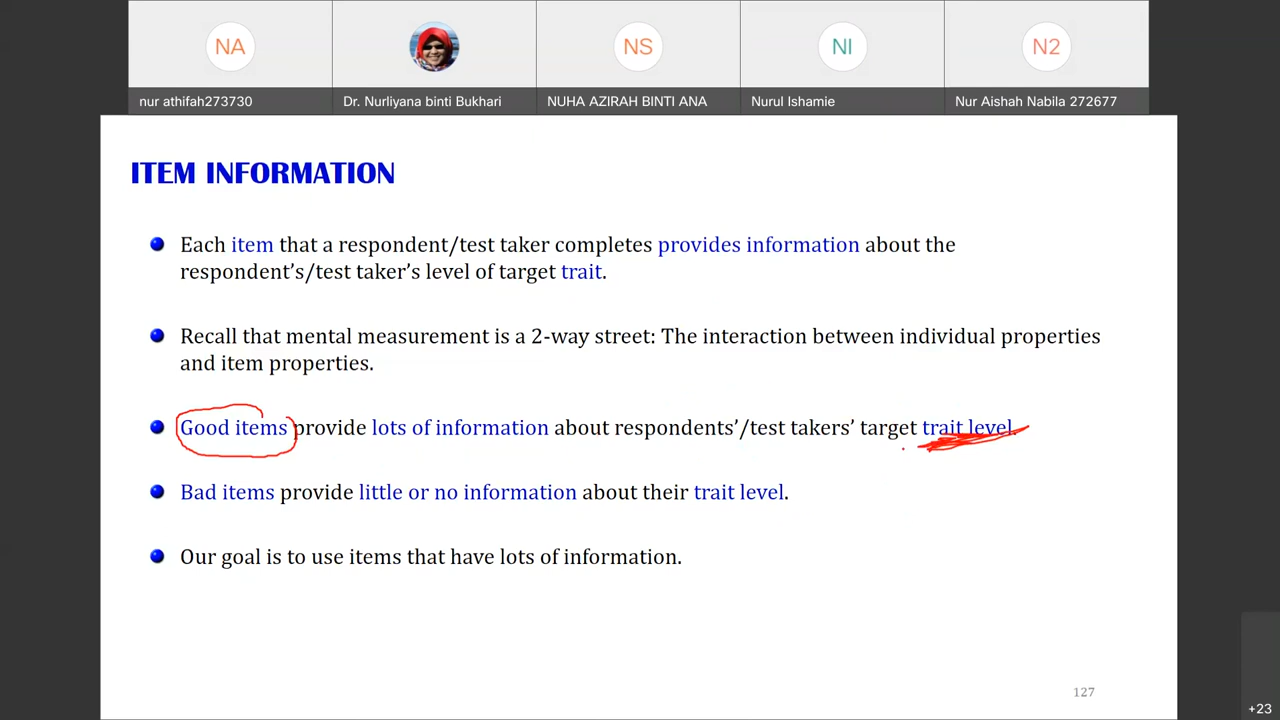 NA
NS
NI
N2
nur athifah273730
Dr. Nurliyana binti Bukhari
NUHA AZIRAH BINTI ANA
Nurul Ishamie
Nur Aishah Nabila 272677
ITEM INFORMATION
Each item that a respondent/test taker completes provides information about the
respondent’s/test taker’s level of target trait.
Recall that mental measurement is a 2-way street: The interaction between individual properties
and item properties.
Good items provide lots of information about respondents’/test takers’ target trait level.
Bad items provide little or no information about their trait level.
Our goal is to use items that have lots of information.
127
+23